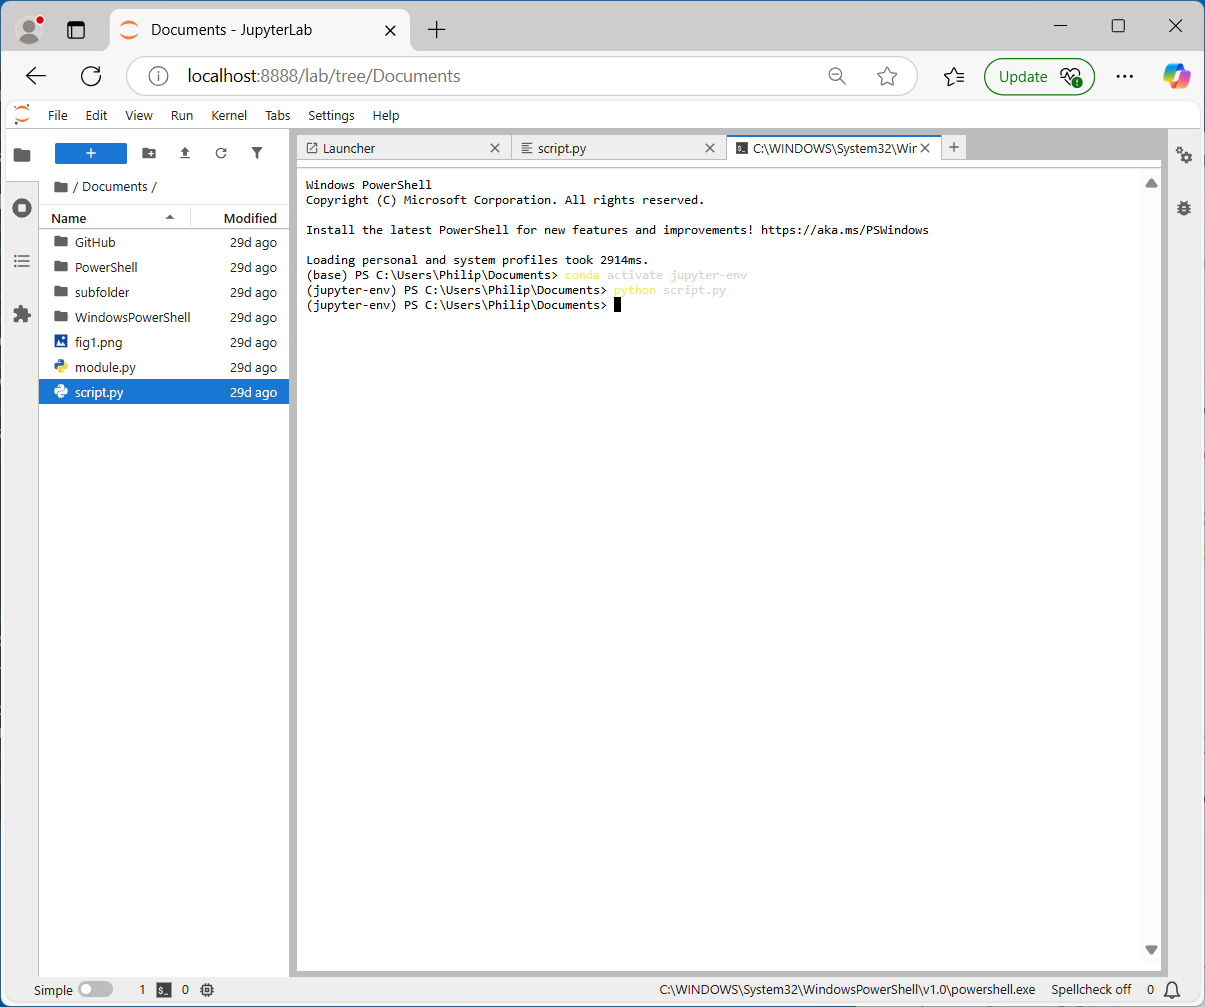 Documents - JupyterLab
localhost:8888/lab/tree/Documents
Update
File Edit View Run Kernel Tabs Settings Help
+
/ Documents /
Name Modified
GitHub 29d ago
PowerShell 29d ago
subfolder 29d ago
WindowsPowerShell 29d ago
fig1.png 29d ago
module.py 29d ago
script.py 29d ago
Launcher
script.py
C:\WINDOWS\System32\Wir
Windows PowerShell
Copyright (C) Microsoft Corporation. All rights reserved.
Install the latest PowerShell for new features and improvements! https://aka.ms/PSWindows
Loading personal and system profiles took 2914ms.
(base) PS C:\Users\Philip\Documents> conda activate jupyter-env
(jupyter-env) PS C:\Users\Philip\Documents> python script.py
(jupyter-env) PS C:\Users\Philip\Documents>
Simple 1 $_ 0 C:\WINDOWS\System32\WindowsPowerShell\v1.0\powershell.exe Spellcheck off 0